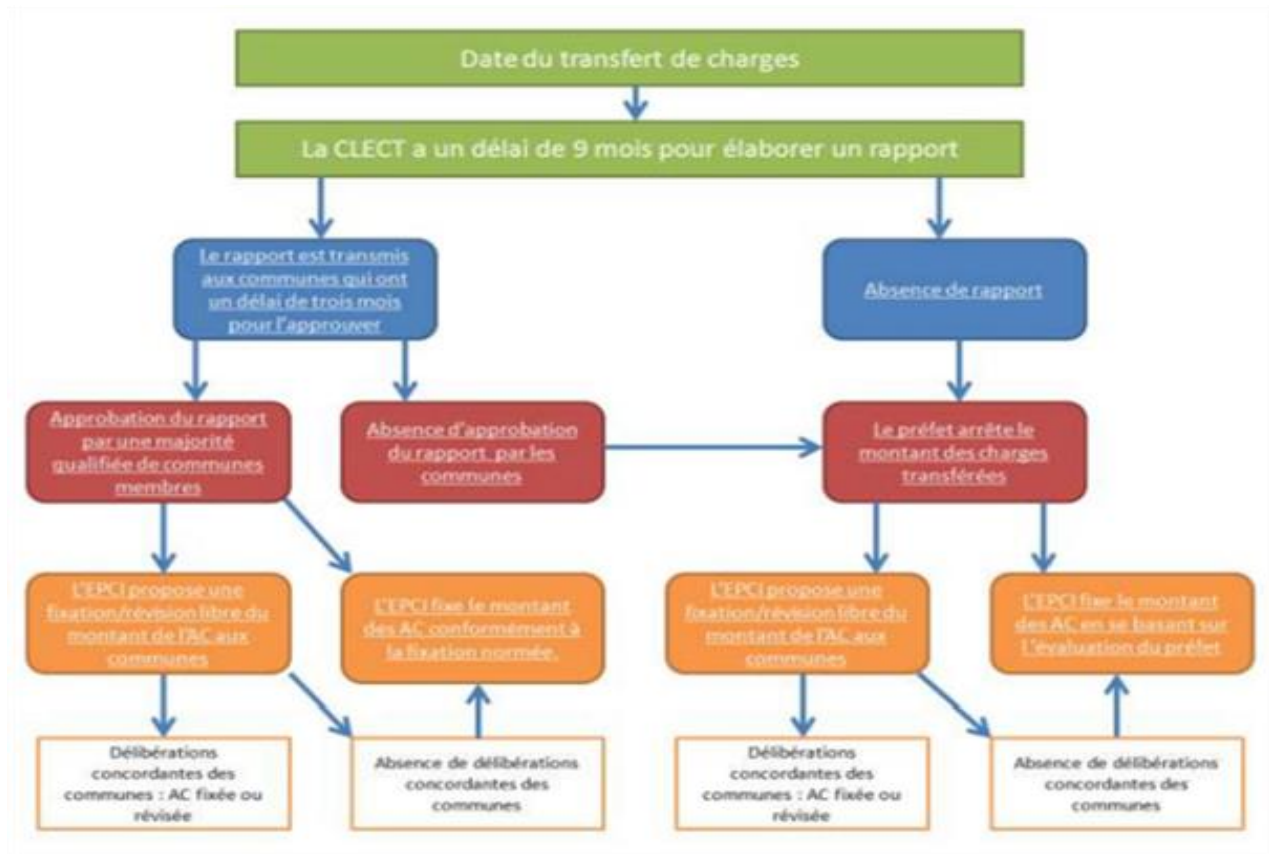 Date du transfert de charges
La CLECT a un délai de 9 mois pour élaborer un rapport
Le rapport est transmis
aux communes qui ont
un délai de trois mois
pour l'approuver
Absence de rapport
Approbation du rapport
par une majorité
qualifiée de communes
membres
Absence d'approbation
du rapport par les
communes
Le préfet arrête le
montant des charges
transférées
L'EPCI propose une
fixation/révision libre du
montant de l'AC aux
communes
L'EPCI fixe le montant
des AC conformément à
la fixation normée.
L'EPCI propose une
fixation/révision libre du
montant de l'AC aux
communes
L'EPCI fixe le montant
des AC en se basant sur
l'évaluation du préfet
Délibérations
concordantes des
communes : AC fixée ou
révisée
Absence de délibérations
concordantes des
communes
Délibérations
concordantes des
communes : AC fixée ou
révisée
Absence de délibérations
concordantes des
communes